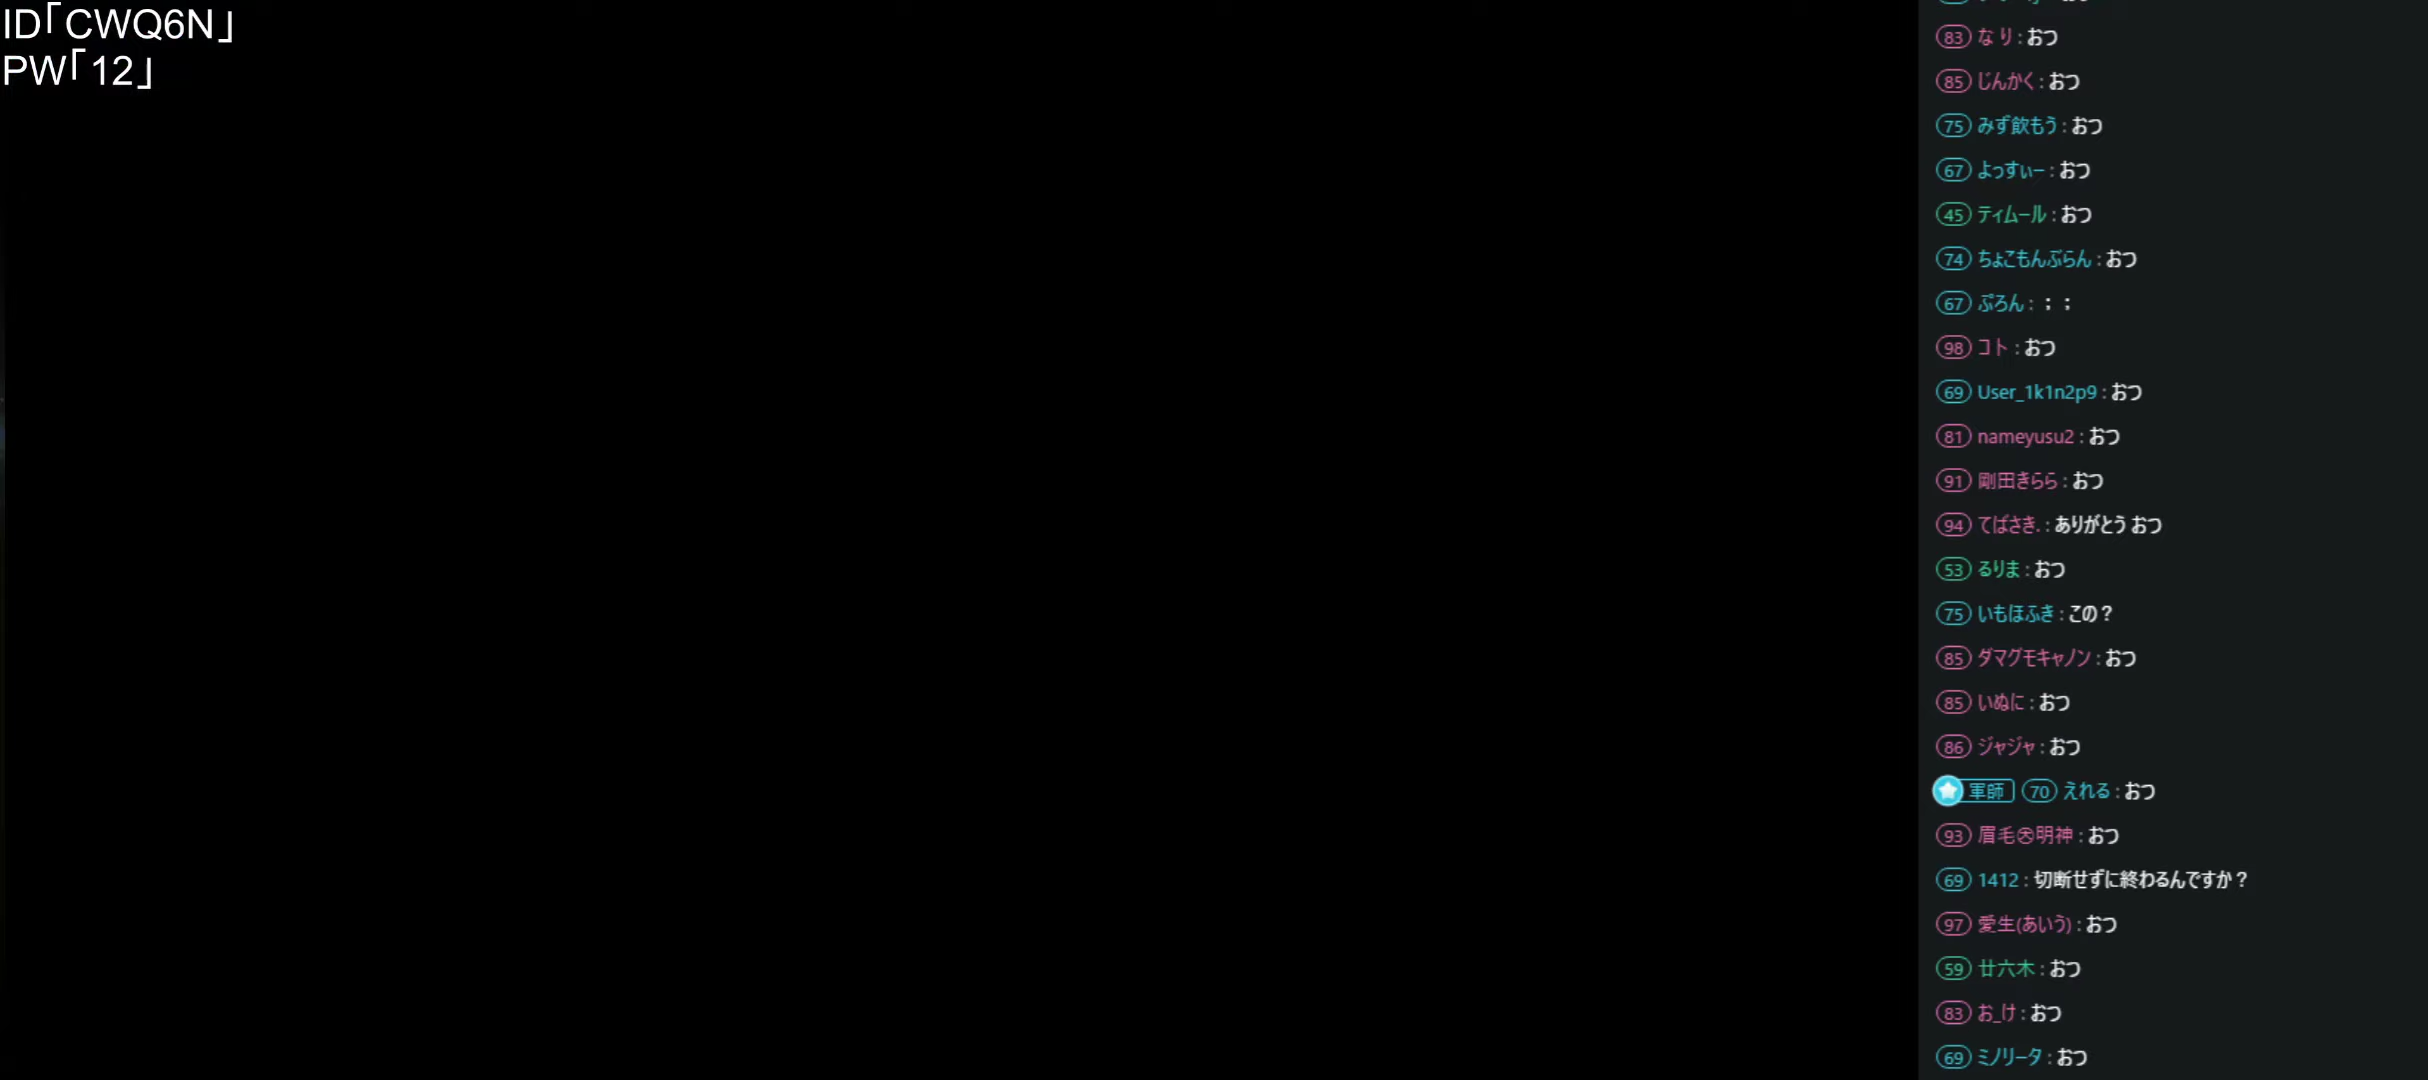 ID「CWQ6N」
PW「12」
83 なり : おつ
85 じんかく : おつ
75 みず飲もう : おつ
67 よっすぃー : おつ
45 ティムール : おつ
74 ちょこもんぶらん : おつ
67 ぷろん : ；；
98 コト : おつ
69 User_1k1n2p9 : おつ
81 nameyusu2 : おつ
91 剛田きらら : おつ
94 てばさき. : ありがとう おつ
53 るりま : おつ
75 いもほふき : この？
85 ダマグモキャノン : おつ
85 いぬに : おつ
86 ジャジャ : おつ
軍師 70 えれる : おつ
93 眉毛㊛明神 : おつ
69 1412 : 切断せずに終わるんですか？
97 愛生(あいう) : おつ
59 廿六木 : おつ
83 お_け : おつ
69 ミノリータ : おつ